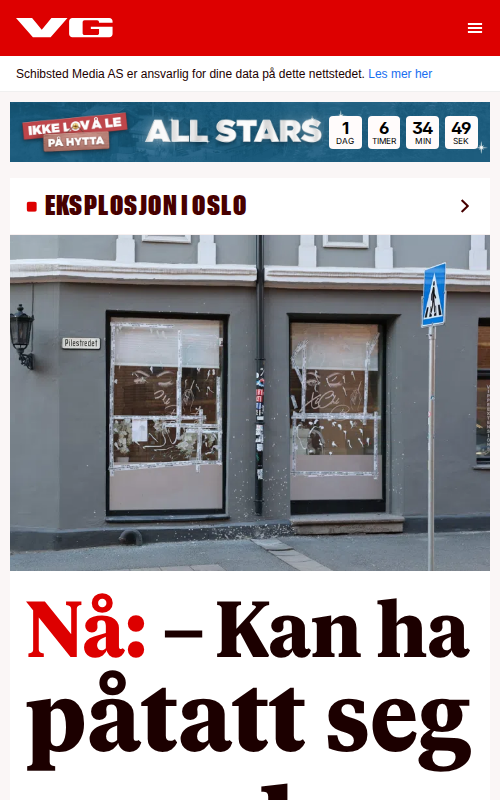 VG
Schibsted Media AS er ansvarlig for dine data på dette nettstedet. Les mer her
IKKE LOV Å LE
PÅ HYTTA
ALL STARS
1 6 34 49
DAG TIMER MIN SEK
EKSPLOSJON I OSLO
Pilestredet
Nå: – Kan ha
påtatt seg